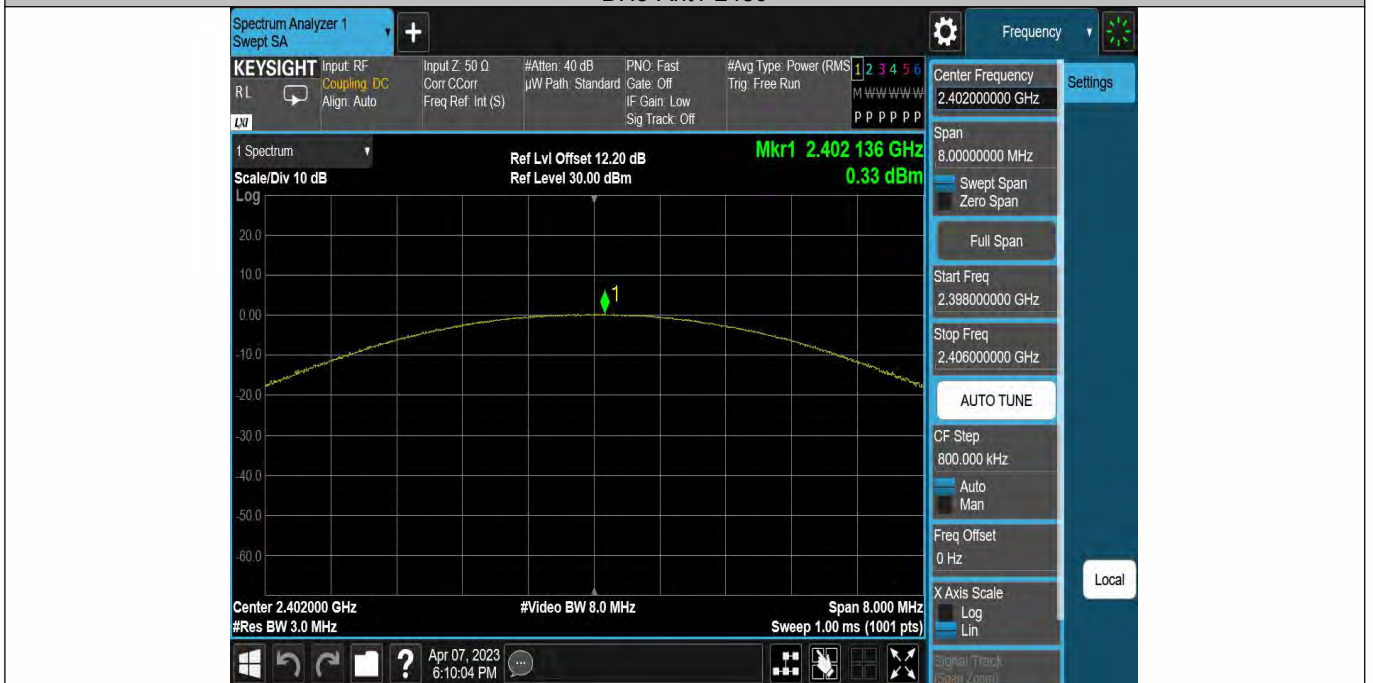 Spectrum Analyzer 1
Swept SA
+
Frequency
KEYSIGHT
RL
LXI
Input: RF
Coupling: DC
Align: Auto
Input Z: 50 Ω
Corr CCorr
Freq Ref: Int (S)
#Atten: 40 dB
µW Path: Standard
PNO: Fast
Gate: Off
IF Gain: Low
Sig Track: Off
#Avg Type: Power (RMS
Trig: Free Run
1 2 3 4 5 6
M W W W W W
P P P P P P
Center Frequency
2.402000000 GHz
Settings
Span
8.00000000 MHz
Swept Span
Zero Span
Full Span
Start Freq
2.398000000 GHz
Stop Freq
2.406000000 GHz
AUTO TUNE
CF Step
800.000 kHz
Auto
Man
Freq Offset
0 Hz
X Axis Scale
Log
Lin
Signal Track
(Span Zoom)
Local
1 Spectrum
Scale/Div 10 dB
Log
Ref Lvl Offset 12.20 dB
Ref Level 30.00 dBm
Mkr1 2.402 136 GHz
0.33 dBm
20.0
10.0
0.00
-10.0
-20.0
-30.0
-40.0
-50.0
-60.0
1
Center 2.402000 GHz
#Res BW 3.0 MHz
#Video BW 8.0 MHz
Span 8.000 MHz
Sweep 1.00 ms (1001 pts)
?
Apr 07, 2023
6:10:04 PM